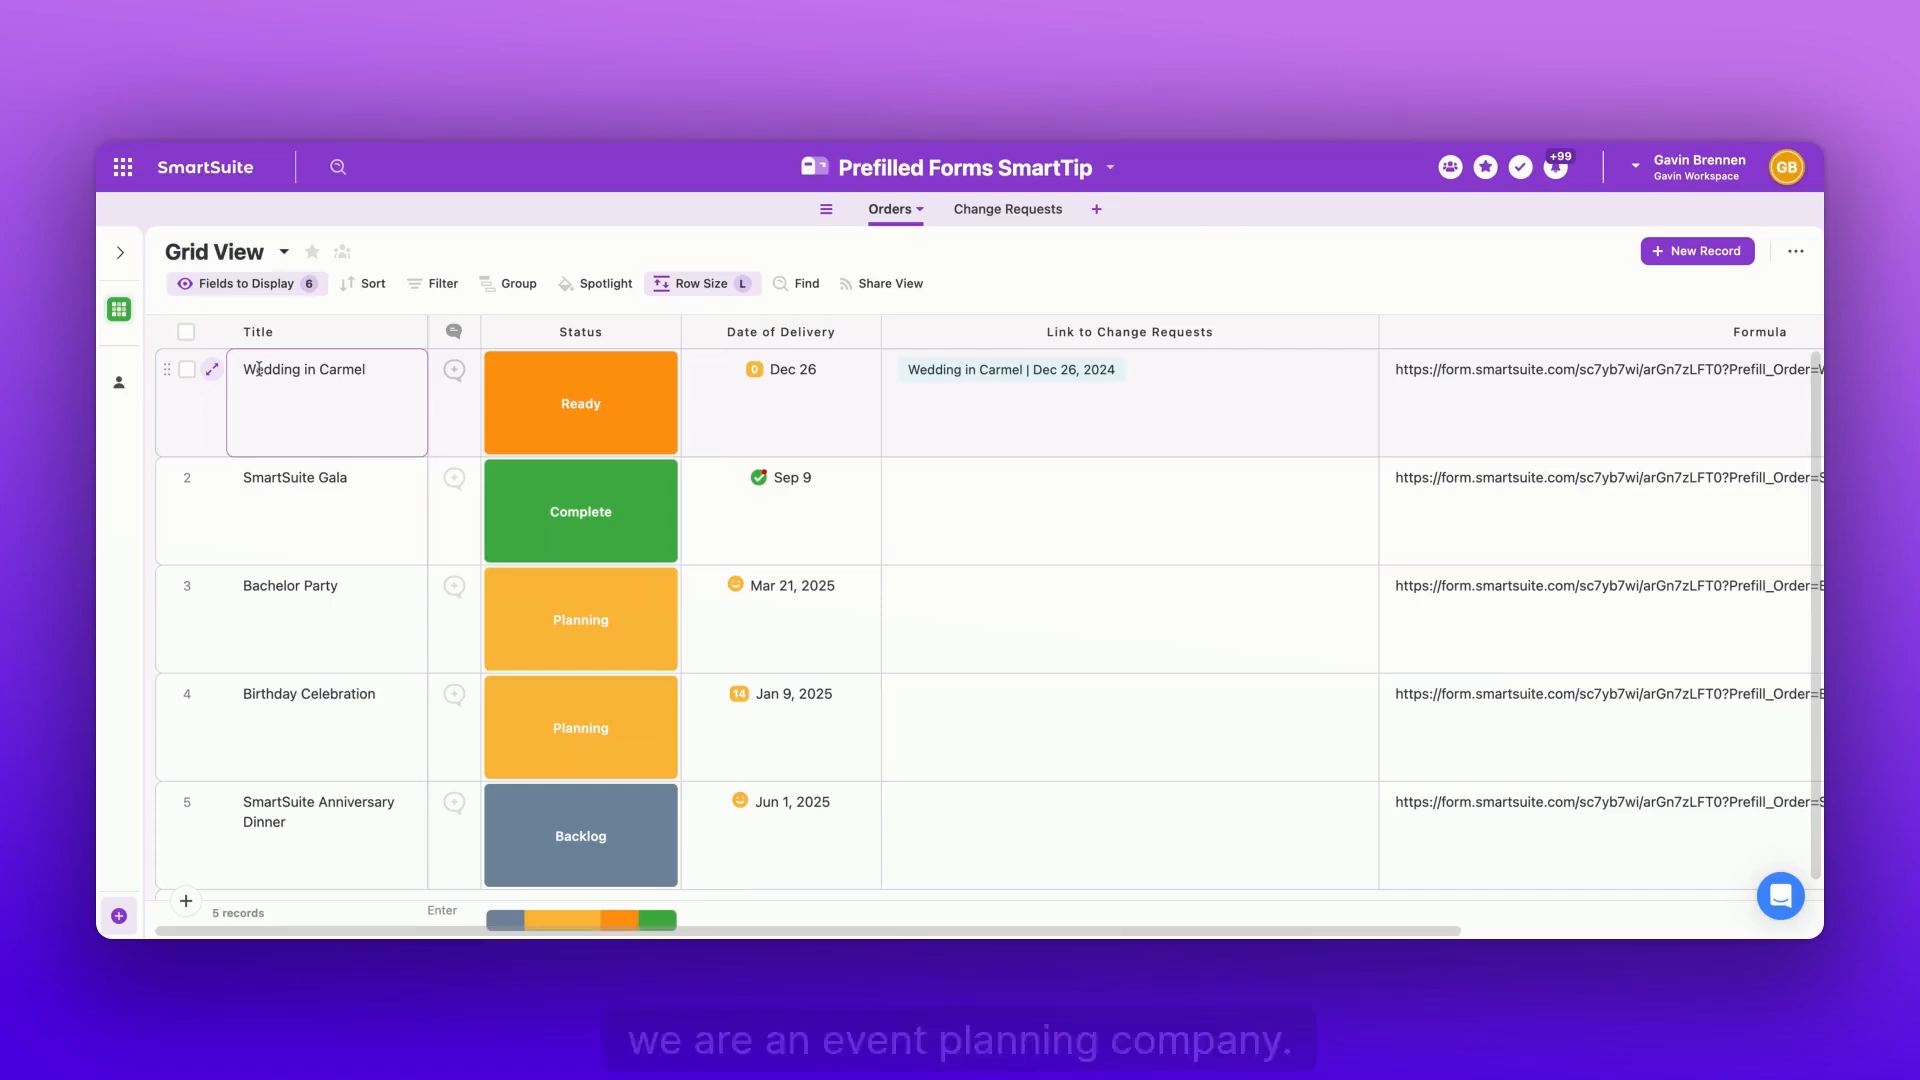 SmartSuite
Prefilled Forms SmartTip
+99
Gavin Brennen
Gavin Workspace
GB
Orders
Change Requests
+
Grid View
+ New Record
Fields to Display 6
Sort
Filter
Group
Spotlight
Row Size L
Find
Share View
Title
Status
Date of Delivery
Link to Change Requests
Formula
Wedding in Carmel
Ready
0 Dec 26
Wedding in Carmel | Dec 26, 2024
https://form.smartsuite.com/sc7yb7wi/arGn7zLFT0?Prefill_Order=W
2
SmartSuite Gala
Complete
Sep 9
https://form.smartsuite.com/sc7yb7wi/arGn7zLFT0?Prefill_Order=S
3
Bachelor Party
Planning
Mar 21, 2025
https://form.smartsuite.com/sc7yb7wi/arGn7zLFT0?Prefill_Order=B
4
Birthday Celebration
Planning
14 Jan 9, 2025
https://form.smartsuite.com/sc7yb7wi/arGn7zLFT0?Prefill_Order=B
5
SmartSuite Anniversary
Dinner
Backlog
Jun 1, 2025
https://form.smartsuite.com/sc7yb7wi/arGn7zLFT0?Prefill_Order=S
+
5 records
Enter
we are an event planning company.